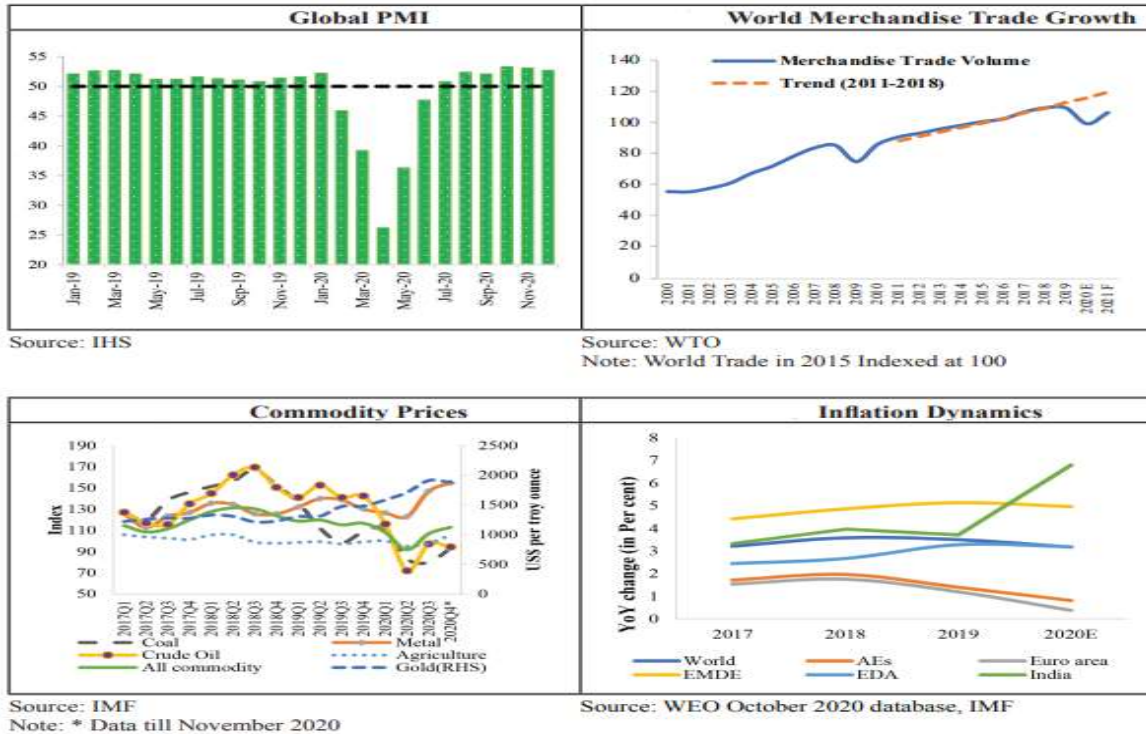 Global PMI
55
50
45
40
35
30
25
20
Jan-19
Mar-19
May-19
Jul-19
Sep-19
Nov-19
Jan-20
Mar-20
May-20
Jul-20
Sep-20
Nov-20
Source: IHS
World Merchandise Trade Growth
140
120
100
80
60
40
20
0
Merchandise Trade Volume
Trend (2011-2018)
2000
2001
2002
2003
2004
2005
2006
2007
2008
2009
2010
2011
2012
2013
2014
2015
2016
2017
2018
2019
2020 E
2021 F
Source: WTO
Note: World Trade in 2015 Indexed at 100
Commodity Prices
190
170
150
130
110
90
70
50
Index
2500
2000
1500
1000
500
0
US$ per troy ounce
2017Q1
2017Q2
2017Q3
2017Q4
2018Q1
2018Q2
2018Q3
2018Q4
2019Q1
2019Q2
2019Q3
2019Q4
2020Q1
2020Q2
2020Q3
2020Q4*
Coal
Metal
Crude Oil
Agriculture
All commodity
Gold(RHS)
Source: IMF
Note: * Data till November 2020
Inflation Dynamics
8
7
6
5
4
3
2
1
0
YoY change (in Per cent)
2017
2018
2019
2020E
World
AEs
Euro area
EMDE
EDA
India
Source: WEO October 2020 database, IMF